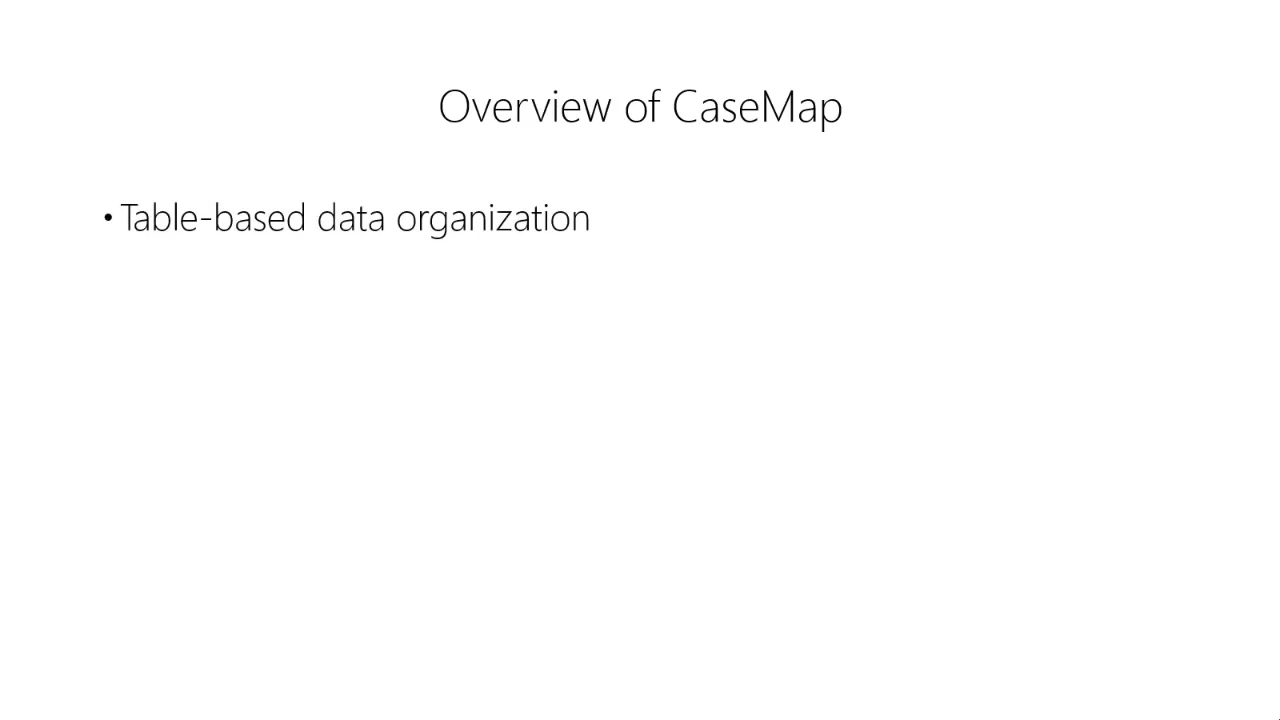 Overview of CaseMap
• Table-based data organization